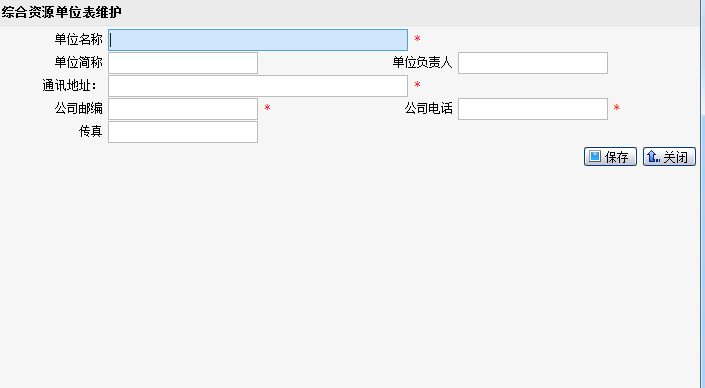 综合资源单位表维护
单位名称 *
单位简称 单位负责人
通讯地址: *
公司邮编 * 公司电话 *
传真
保存 关闭